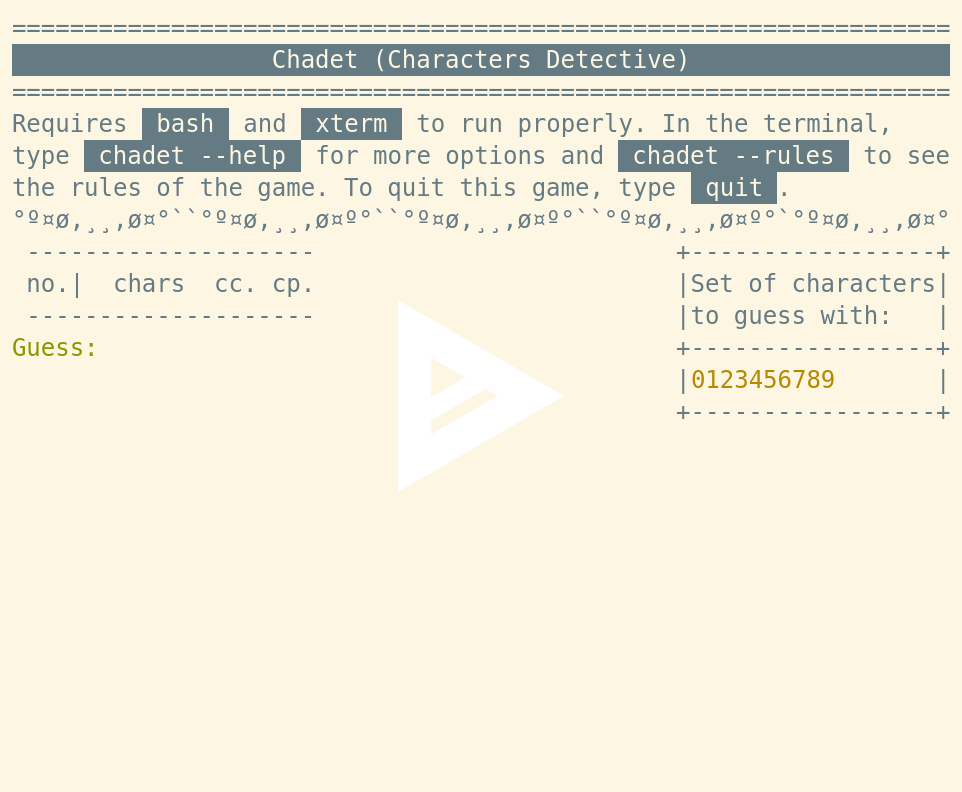 =================================================================
Chadet (Characters Detective)
=================================================================
Requires bash and xterm to run properly. In the terminal,
type chadet --help for more options and chadet --rules to see
the rules of the game. To quit this game, type quit .
°º¤ø,¸¸,ø¤°``°º¤ø,¸¸,ø¤º°``°º¤ø,¸¸,ø¤º°``°º¤ø,¸¸,ø¤º°`°º¤ø,¸¸,ø¤°
-------------------- +-----------------+
no.|  chars  cc. cp. |Set of characters|
-------------------- |to guess with:   |
Guess: +-----------------+
|0123456789       |
+-----------------+